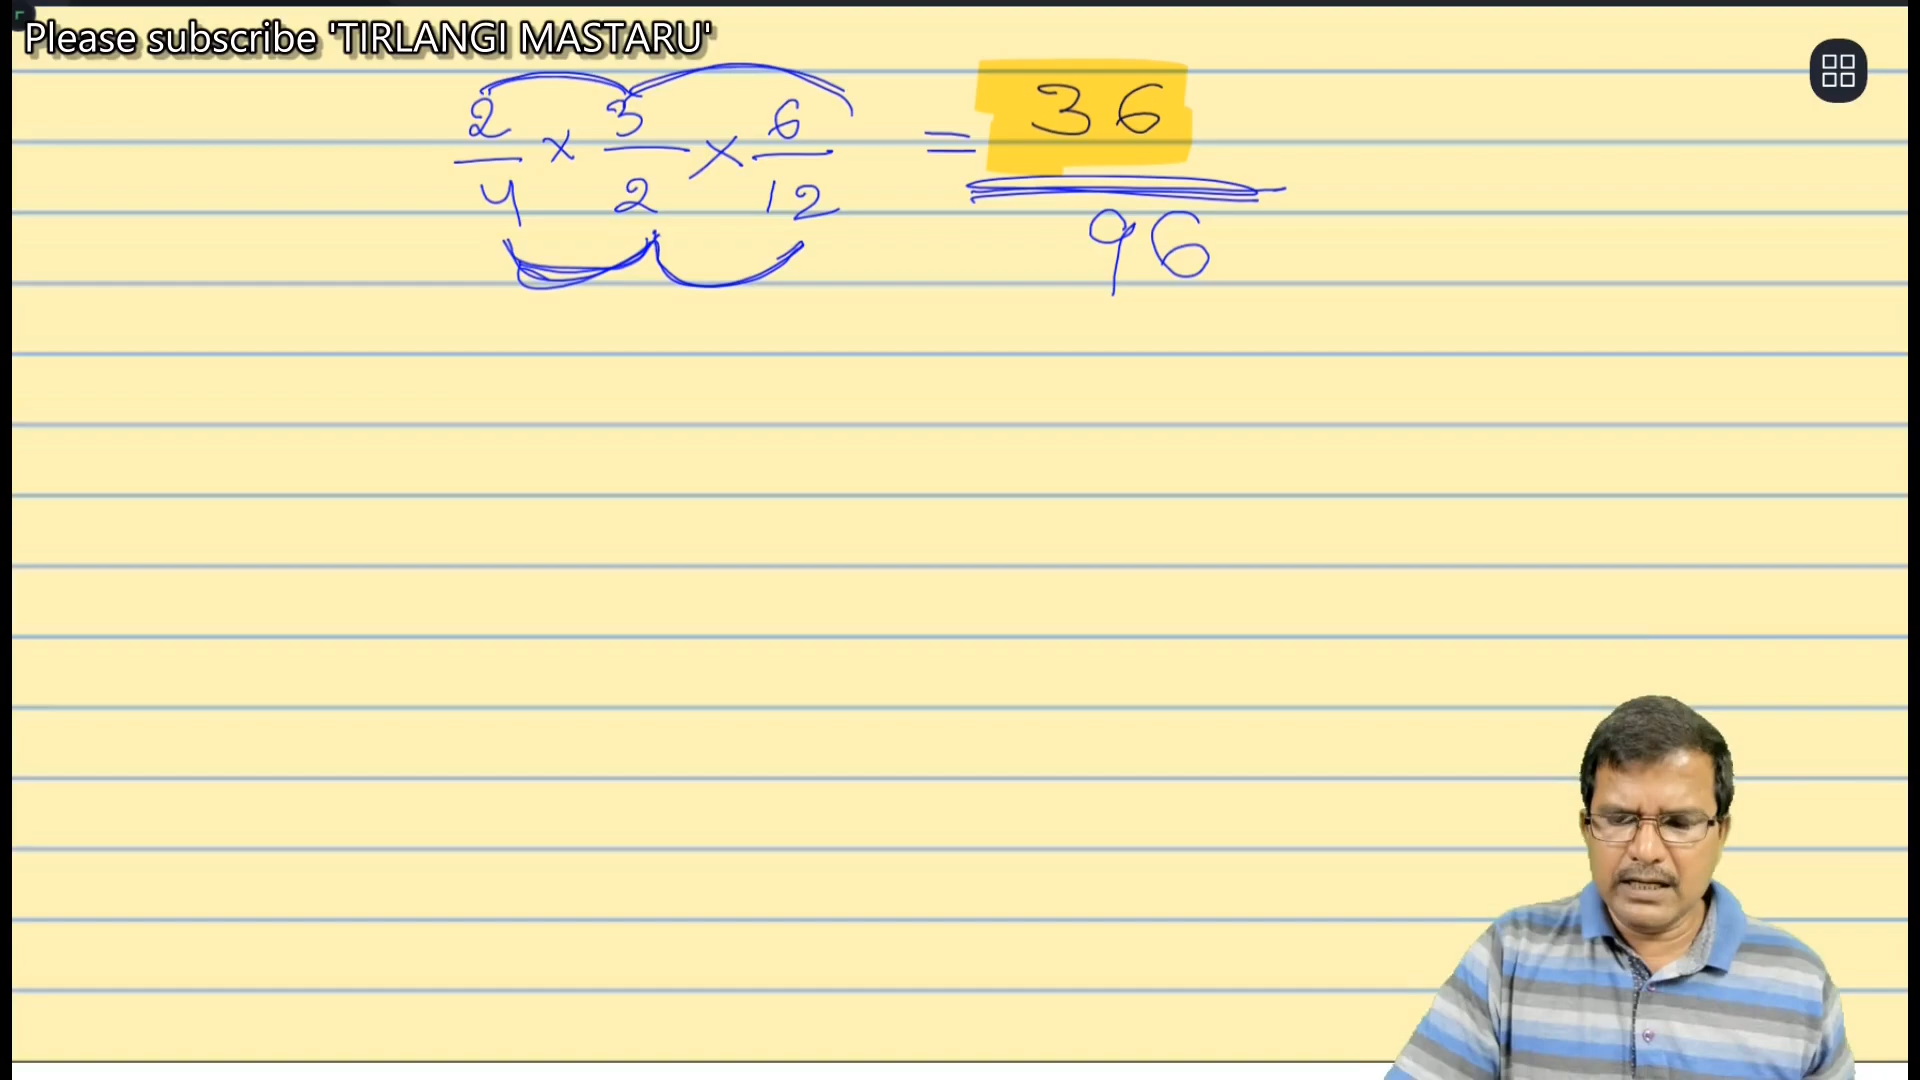 Please subscribe 'TIRLANGI MASTARU'
2/4 × 3/2 × 6/12 = 36/96